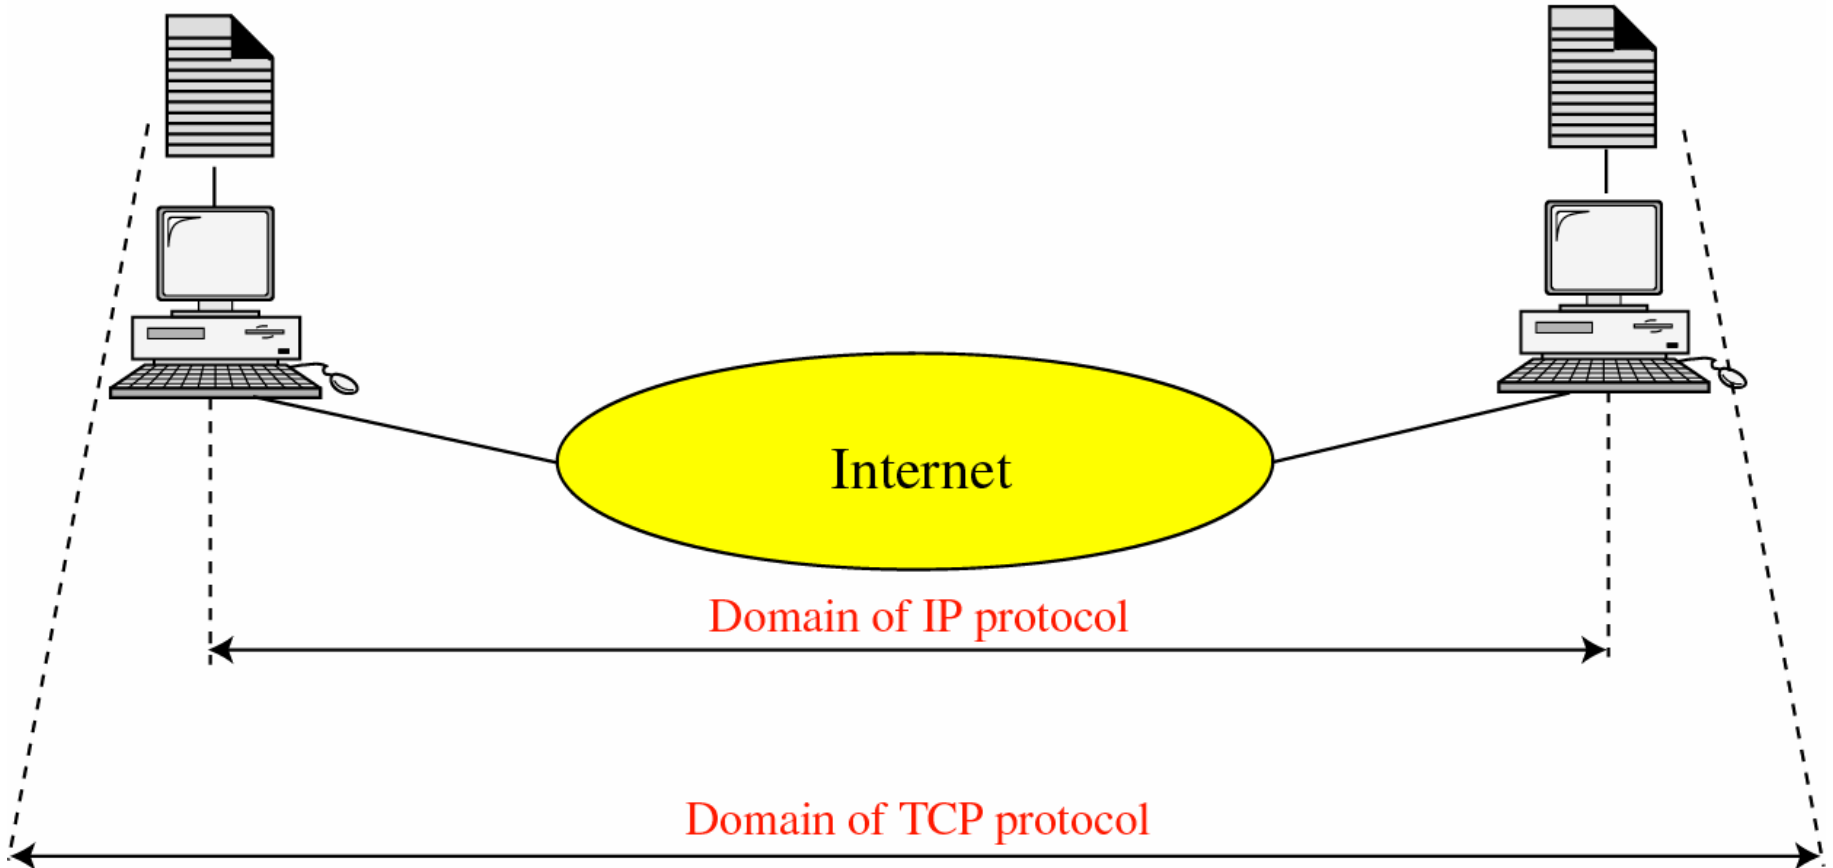 Internet
Domain of IP protocol
Domain of TCP protocol